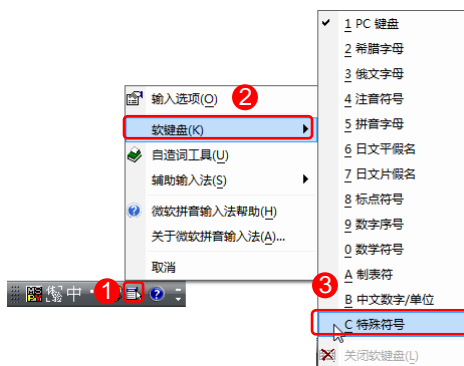 1 PC 键盘
2 希腊字母
3 俄文字母
4 注音符号
5 拼音字母
6 日文平假名
7 日文片假名
8 标点符号
9 数字序号
0 数学符号
A 制表符
B 中文数字/单位
C 特殊符号
关闭软键盘(L)
输入选项(O)
2
软键盘(K)
自造词工具(U)
辅助输入法(S)
微软拼音输入法帮助(H)
关于微软拼音输入法(A)...
取消
1
3
中